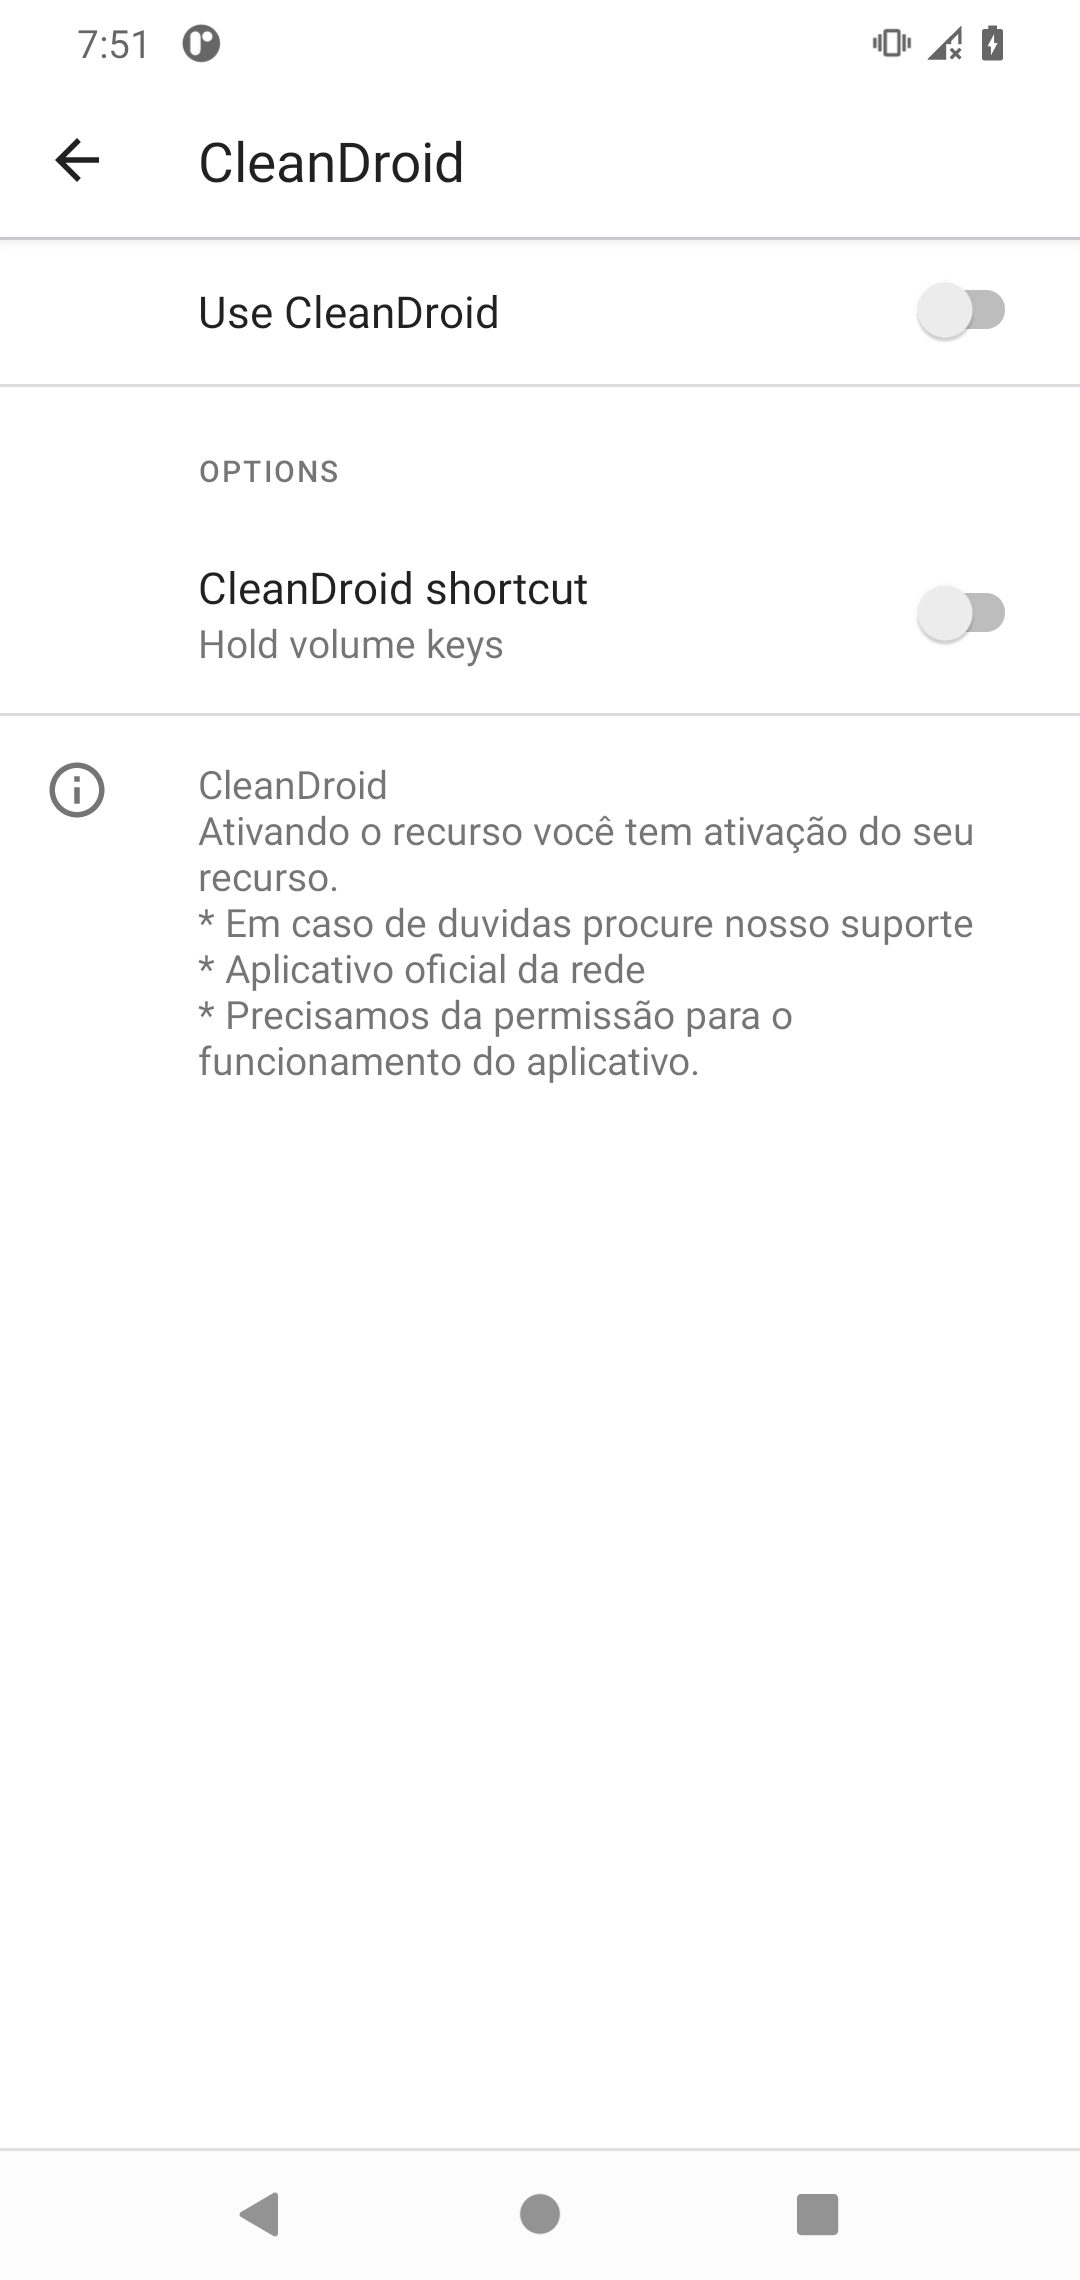 7:51
CleanDroid
Use CleanDroid
OPTIONS
CleanDroid shortcut
Hold volume keys
CleanDroid
Ativando o recurso você tem ativação do seu
recurso.
* Em caso de duvidas procure nosso suporte
* Aplicativo oficial da rede
* Precisamos da permissão para o
funcionamento do aplicativo.